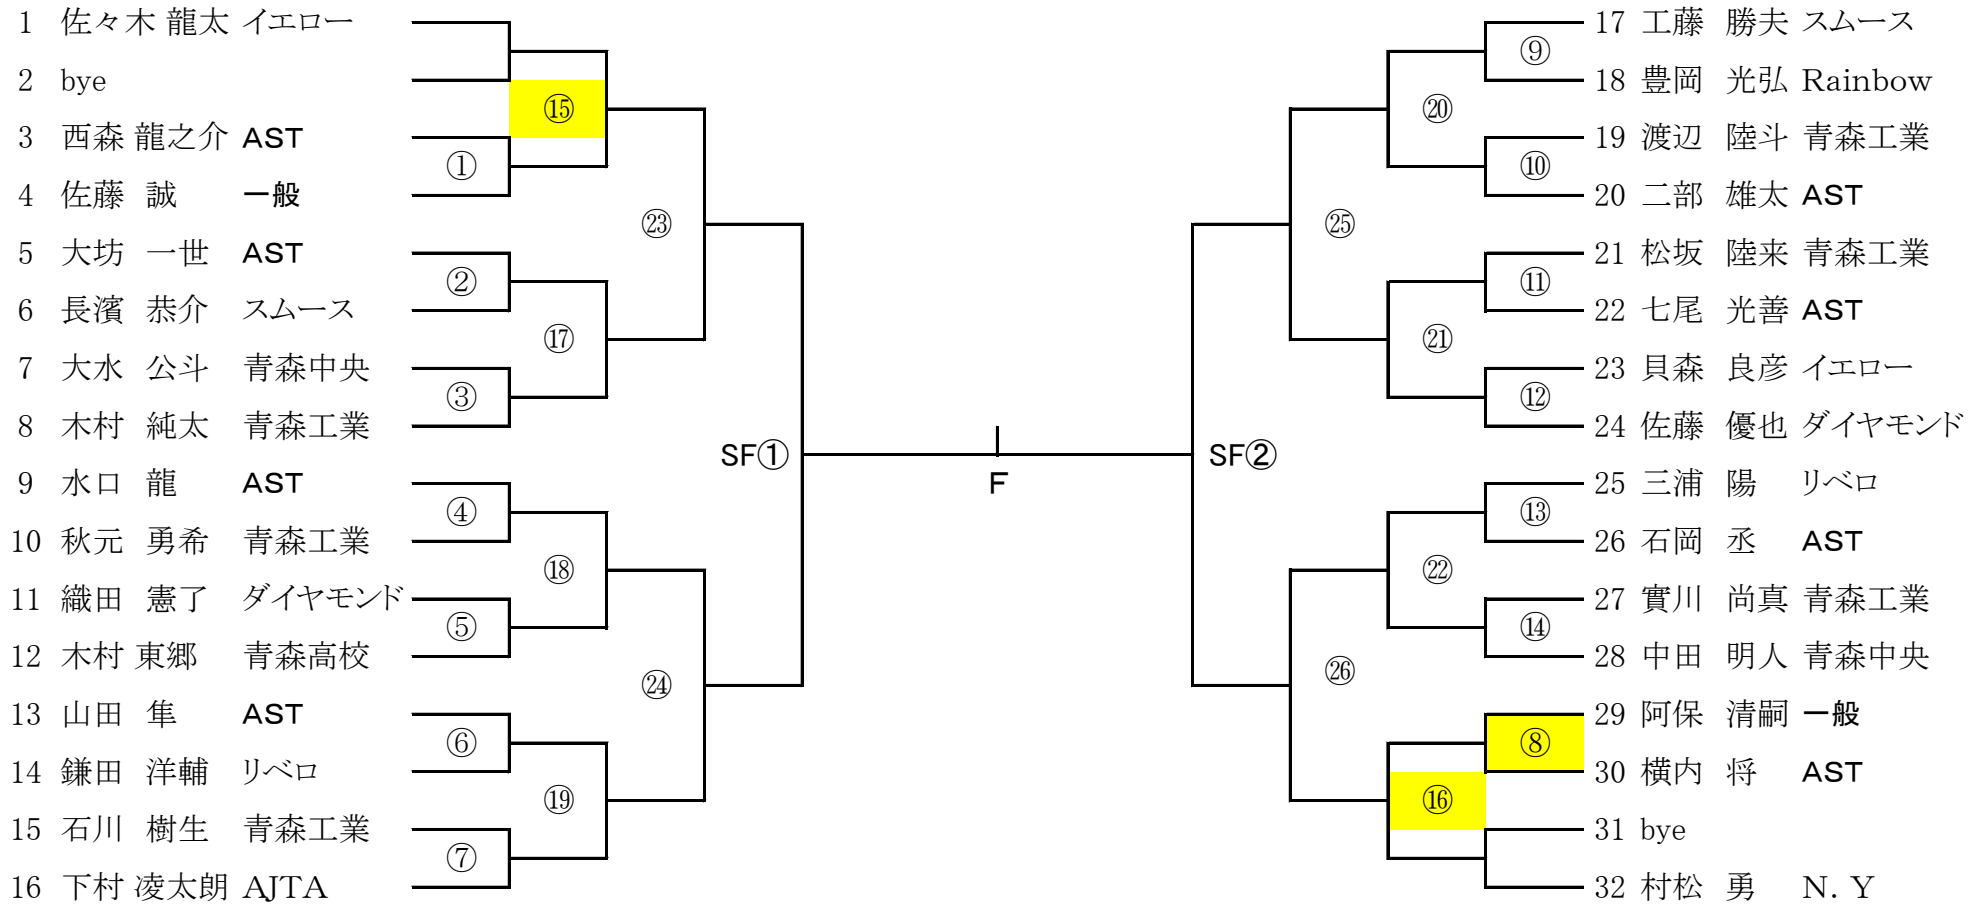 1 佐々木 龍太 イエロー
2 bye
⑮
3 西森 龍之介 AST
①
4 佐藤 誠 一般
㉓
5 大坊 一世 AST
②
6 長濱 恭介 スムース
⑰
7 大水 公斗 青森中央
③
8 木村 純太 青森工業
SF①
9 水口 龍 AST
④
10 秋元 勇希 青森工業
⑱
11 織田 憲了 ダイヤモンド
⑤
12 木村 東郷 青森高校
㉔
13 山田 隼 AST
⑥
14 鎌田 洋輔 リベロ
⑲
15 石川 樹生 青森工業
⑦
16 下村 凌太朗 AJTA
F
17 工藤 勝夫 スムース
⑨
18 豊岡 光弘 Rainbow
⑳
19 渡辺 陸斗 青森工業
⑩
20 二部 雄太 AST
㉕
21 松坂 陸来 青森工業
⑪
22 七尾 光善 AST
㉑
23 貝森 良彦 イエロー
⑫
24 佐藤 優也 ダイヤモンド
SF②
25 三浦 陽 リベロ
⑬
26 石岡 丞 AST
㉒
27 實川 尚真 青森工業
⑭
28 中田 明人 青森中央
㉖
29 阿保 清嗣 一般
⑧
30 横内 将 AST
⑯
31 bye
32 村松 勇 N. Y